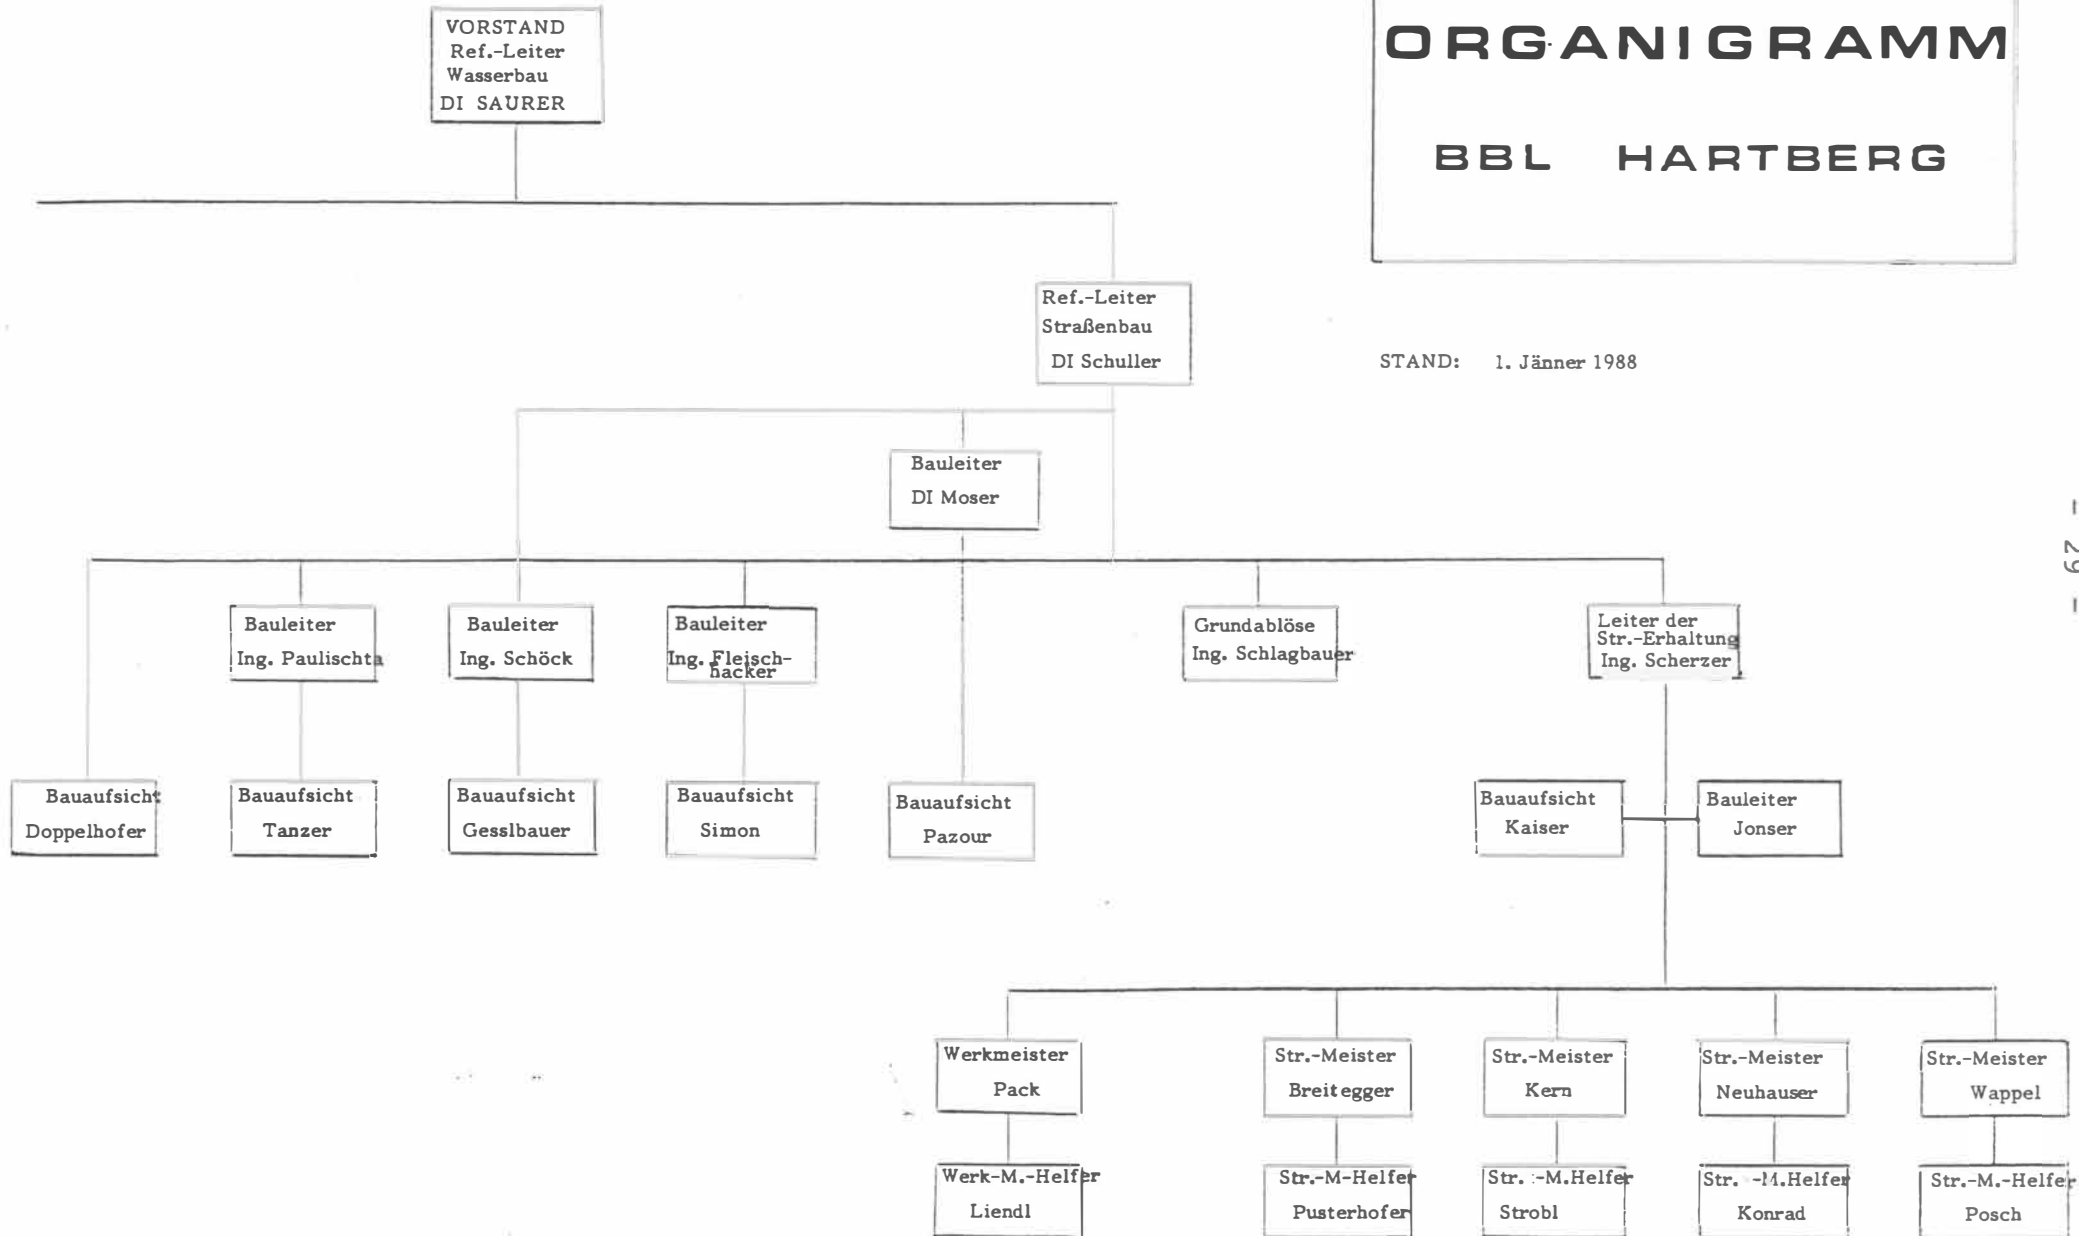 VORSTAND
Ref.-Leiter
Wasserbau
DI SAURER
ORGANIGRAMM
BBL HARTBERG
Ref.-Leiter
Straßenbau
DI Schuller
STAND: 1. Jänner 1988
Bauleiter
DI Moser
- 29 -
Bauleiter
Ing. Paulischta
Bauleiter
Ing. Schöck
Bauleiter
Ing. Fleisch-
hacker
Grundablöse
Ing. Schlagbauer
Leiter der
Str.-Erhaltung
Ing. Scherzer
Bauaufsicht
Doppelhofer
Bauaufsicht
Tanzer
Bauaufsicht
Gesslbauer
Bauaufsicht
Simon
Bauaufsicht
Pazour
Bauaufsicht
Kaiser
Bauleiter
Jonser
Werkmeister
Pack
Str.-Meister
Breitegger
Str.-Meister
Kern
Str.-Meister
Neuhauser
Str.-Meister
Wappel
Werk-M.-Helfer
Liendl
Str.-M-Helfer
Pusterhofer
Str.-M.Helfer
Strobl
Str.-M.Helfer
Konrad
Str.-M.-Helfer
Posch